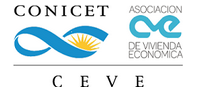 CONICET
ASOCIACION
DE VIVIENDA
ECONOMICA
CEVE